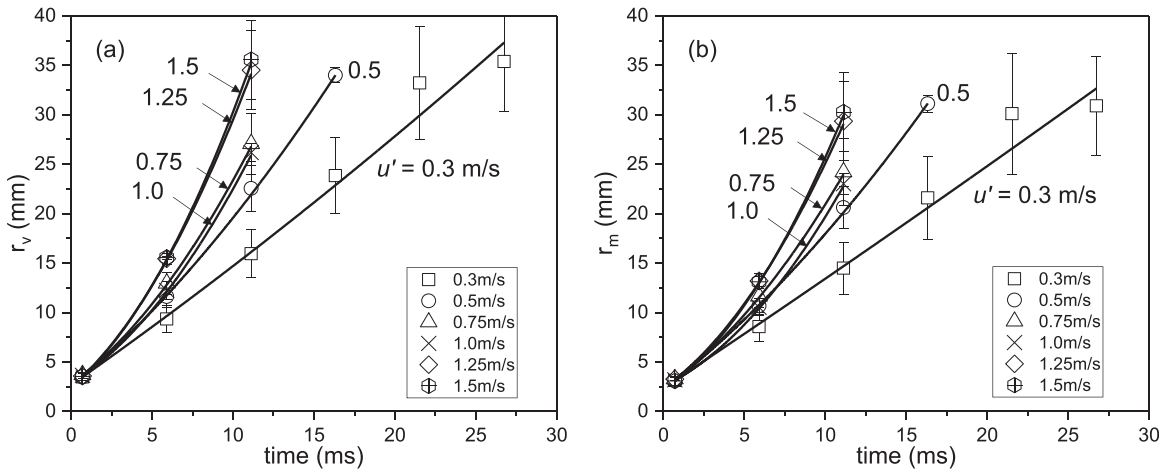 40
35
30
25
20
15
10
5
0
r_v (mm)
(a)
1.5
1.25
0.75
1.0
0.5
u' = 0.3 m/s
0.3m/s
0.5m/s
0.75m/s
1.0m/s
1.25m/s
1.5m/s
0 5 10 15 20 25 30
time (ms)
40
35
30
25
20
15
10
5
0
r_m (mm)
(b)
1.5
1.25
0.75
1.0
0.5
u' = 0.3 m/s
0.3m/s
0.5m/s
0.75m/s
1.0m/s
1.25m/s
1.5m/s
0 5 10 15 20 25 30
time (ms)